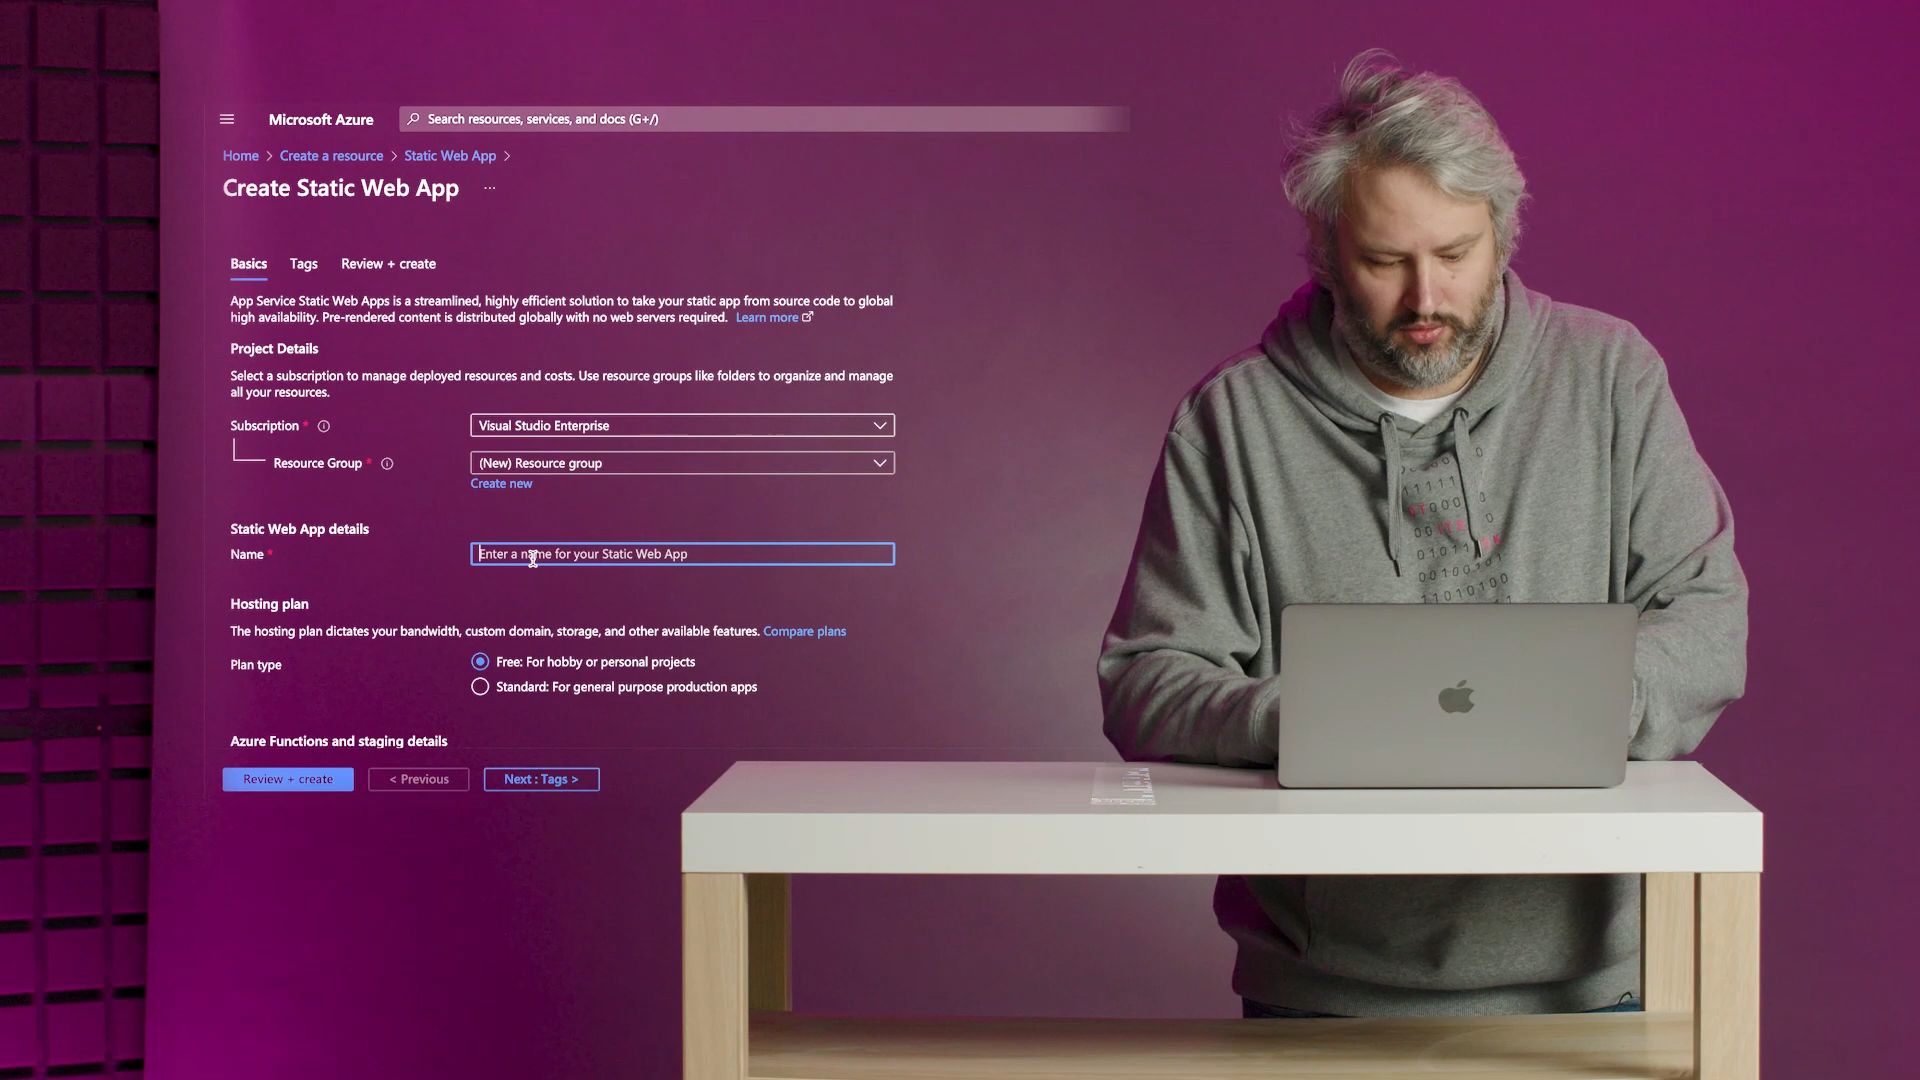 Microsoft Azure
Search resources, services, and docs (G+/)
Home > Create a resource > Static Web App >
Create Static Web App ...
Basics Tags Review + create
App Service Static Web Apps is a streamlined, highly efficient solution to take your static app from source code to global
high availability. Pre-rendered content is distributed globally with no web servers required. Learn more
Project Details
Select a subscription to manage deployed resources and costs. Use resource groups like folders to organize and manage
all your resources.
Subscription * Visual Studio Enterprise
Resource Group * (New) Resource group
Create new
Static Web App details
Name * Enter a name for your Static Web App
Hosting plan
The hosting plan dictates your bandwidth, custom domain, storage, and other available features. Compare plans
Plan type Free: For hobby or personal projects
Standard: For general purpose production apps
Azure Functions and staging details
Review + create < Previous Next : Tags >
11010100